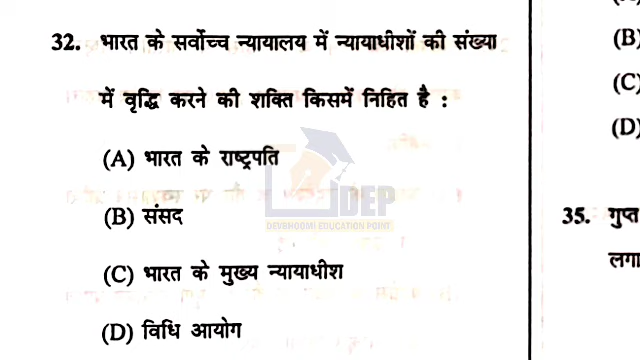 32. भारत के सर्वोच्च न्यायालय में न्यायाधीशों की संख्या
में वृद्धि करने की शक्ति किसमें निहित है :
(A) भारत के राष्ट्रपति
(B) संसद
(C) भारत के मुख्य न्यायाधीश
(D) विधि आयोग
DEP
DEVBHOOMI EDUCATION POINT
(B)
(C)
(D)
35. गुप्त
लगा